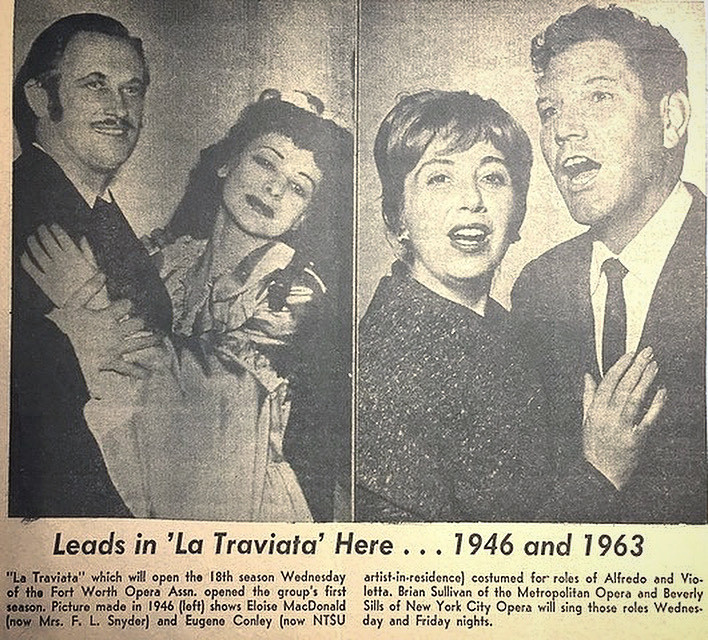 Leads in 'La Traviata' Here . . . 1946 and 1963
"La Traviata" which will open the 18th season Wednesday
of the Fort Worth Opera Assn. opened the group's first
season. Picture made in 1946 (left) shows Eloise MacDonald
(now Mrs. F. L. Snyder) and Eugene Conley (now NTSU
artist-in-residence) costumed for roles of Alfredo and Vio-
letta. Brian Sullivan of the Metropolitan Opera and Beverly
Sills of New York City Opera will sing those roles Wednes-
day and Friday nights.